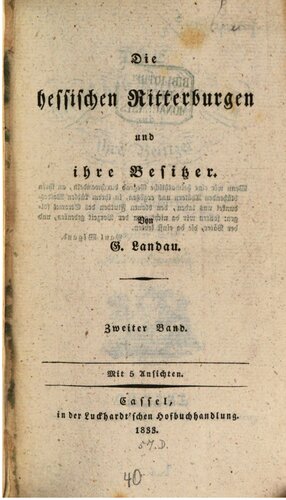 Die
hessischen Ritterburgen
und
ihre Besitzer.
Von
G. Landau.
Zweiter Band.
Mit 5 Ansichten.
Cassel,
in der Luckhardt'schen Hofbuchhandlung.
1833.
57.D.
40